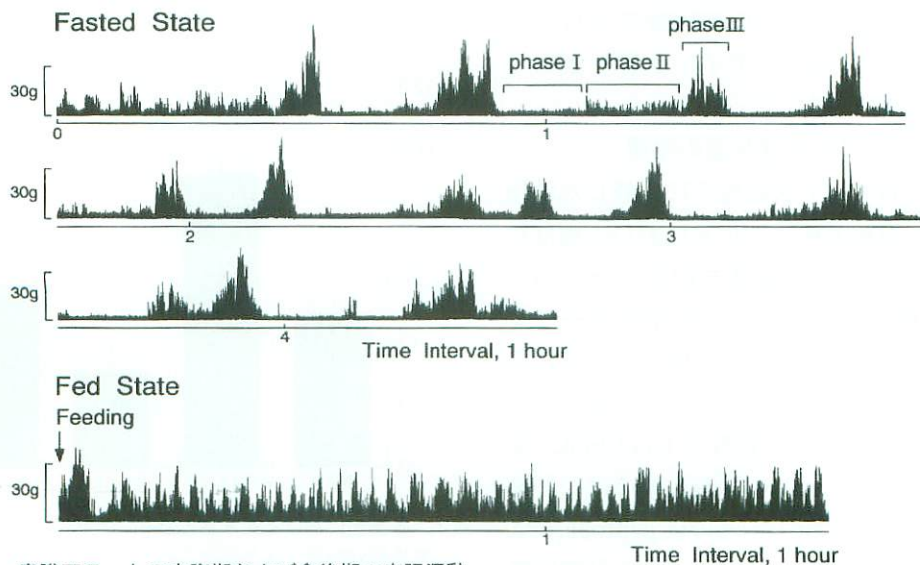 Fasted State
phase I phase II phase III
30g
0 1
30g
2 3
30g
4
Time Interval, 1 hour
Fed State
Feeding
30g
1
Time Interval, 1 hour